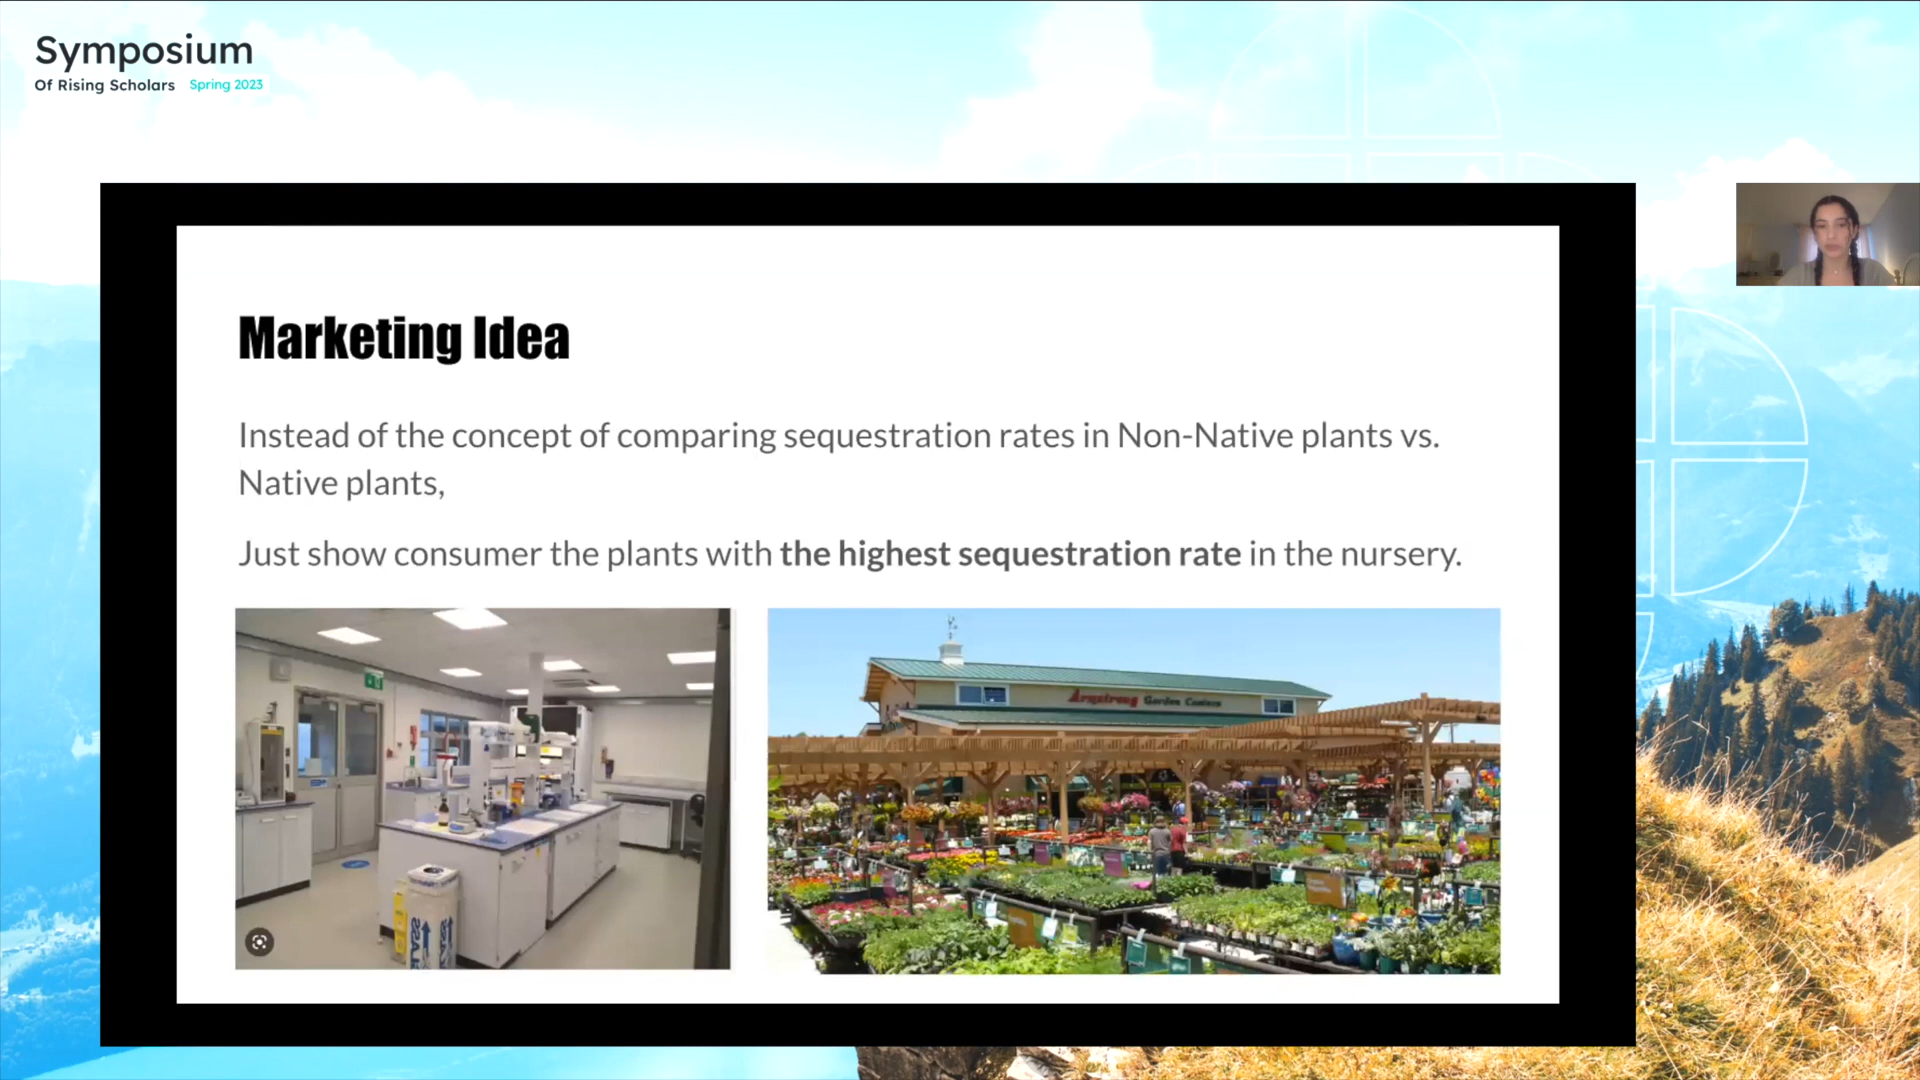 Symposium
Of Rising Scholars Spring 2023
Marketing Idea
Instead of the concept of comparing sequestration rates in Non-Native plants vs.
Native plants,
Just show consumer the plants with the highest sequestration rate in the nursery.
Armstrong Garden Centers